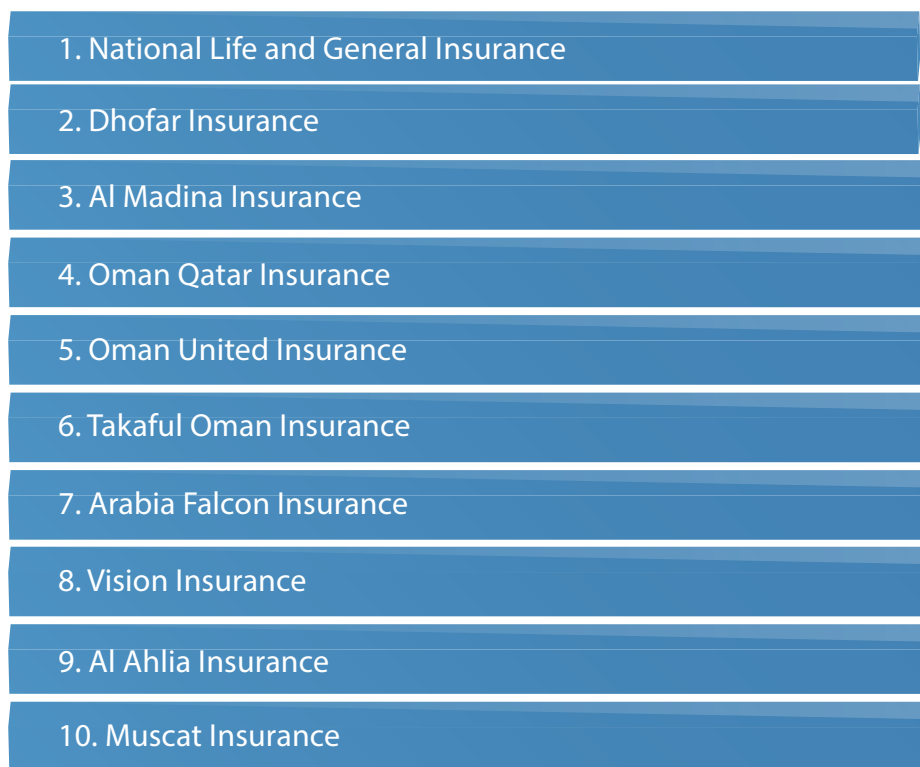 1. National Life and General Insurance
2. Dhofar Insurance
3. Al Madina Insurance
4. Oman Qatar Insurance
5. Oman United Insurance
6. Takaful Oman Insurance
7. Arabia Falcon Insurance
8. Vision Insurance
9. Al Ahlia Insurance
10. Muscat Insurance